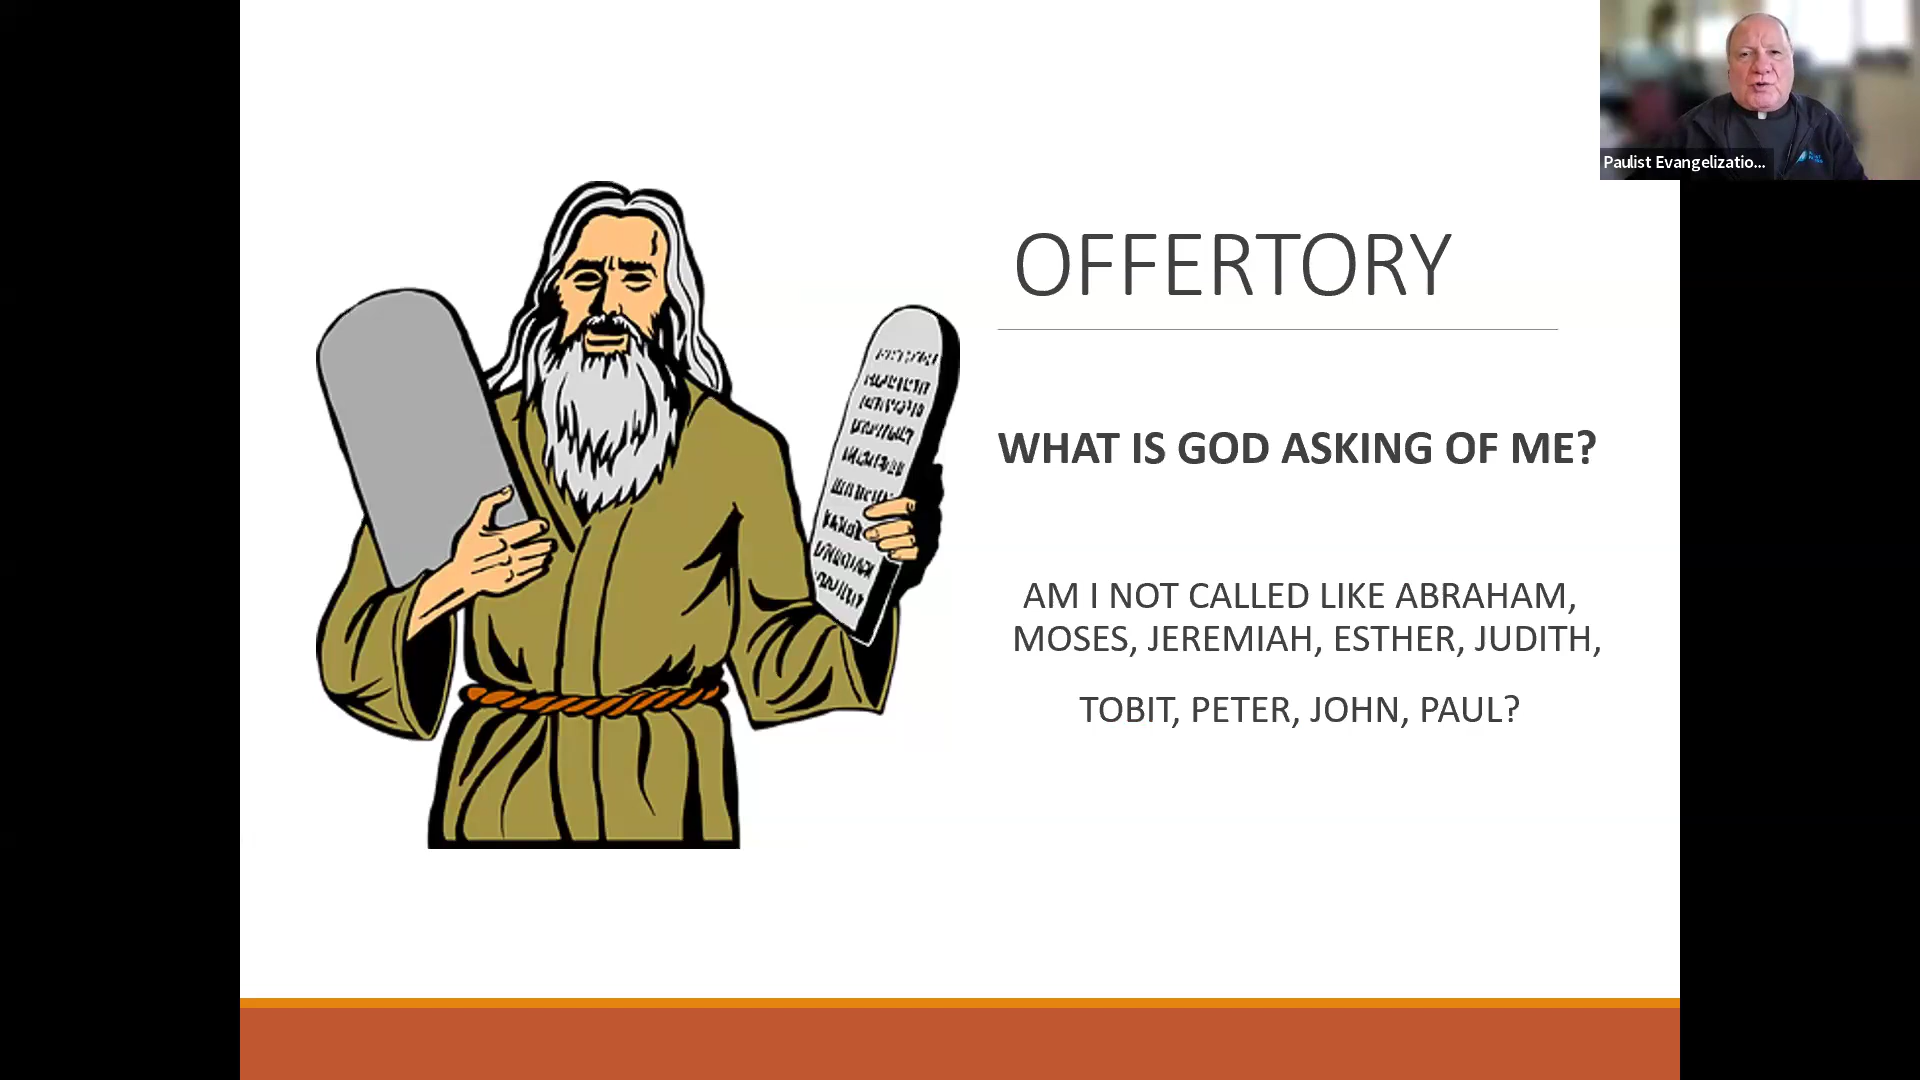 Paulist Evangelizatio...
OFFERTORY
WHAT IS GOD ASKING OF ME?
AM I NOT CALLED LIKE ABRAHAM,
MOSES, JEREMIAH, ESTHER, JUDITH,
TOBIT, PETER, JOHN, PAUL?